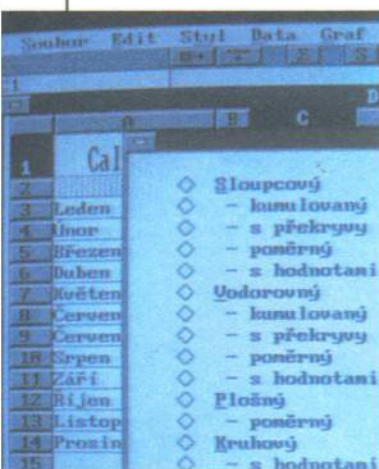 Soubor Edit Styl Data Graf
1
D
A B C
1 Cal
2
3 Leden
4 Únor
5 Březen
6 Duben
7 Květen
8 Červen
9 Červen
10 Srpen
11 Září
12 Říjen
13 Listop
14 Prosin
15
◇ Sloupcový
◇ - kumulovaný
◇ - s překryvy
◇ - poměrný
◇ - s hodnotami
◇ Vodorovný
◇ - kumulovaný
◇ - s překryvy
◇ - poměrný
◇ - s hodnotami
◇ Plošný
◇ - poměrný
◇ Kruhový
◇ - s hodnotami